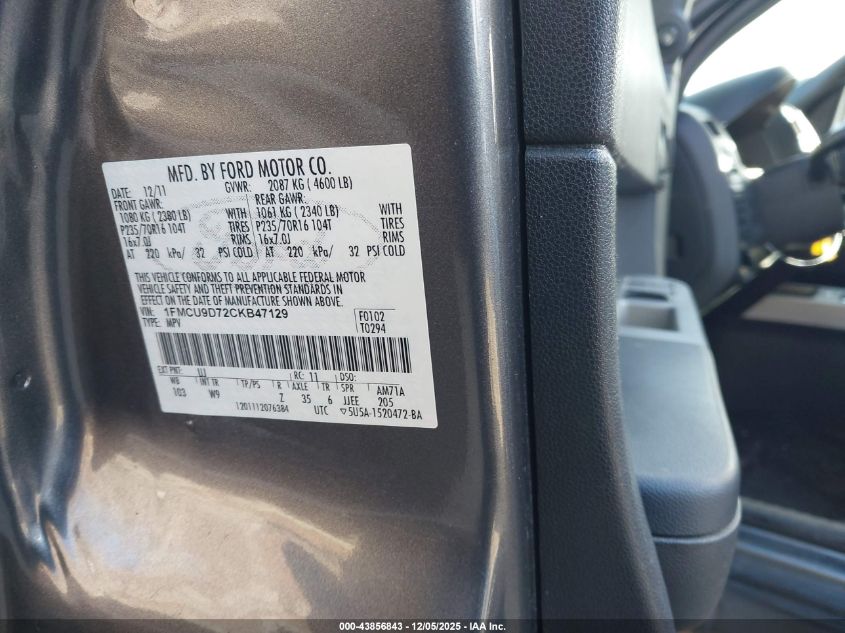 MFD. BY FORD MOTOR CO.
DATE: 12/11 GVWR: 2087 KG ( 4600 LB)
FRONT GAWR: REAR GAWR:
1080 KG ( 2380 LB) WITH 1061 KG ( 2340 LB) WITH
P235/70R16 104T TIRES P235/70R16 104T TIRES
16x7.0J RIMS 16x7.0J RIMS
AT 220 kPa/ 32 PSI COLD AT 220 kPa/ 32 PSI COLD
THIS VEHICLE CONFORMS TO ALL APPLICABLE FEDERAL MOTOR
VEHICLE SAFETY AND THEFT PREVENTION STANDARDS IN
EFFECT ON THE DATE OF MANUFACTURE SHOWN ABOVE.
VIN: 1FMCU9D72CKB47129 F0102
TYPE: MPV T0294
EXT PNT: UJ RC: 11 DSO:
WB INT TR TP/PS R AXLE TR SPR AM71A
103 W9 Z 35 6 JJEE 205
1201112076384 UTC ▽5U5A-1520472-BA
000-43856843 / 12/05/2025 - IAA Inc.